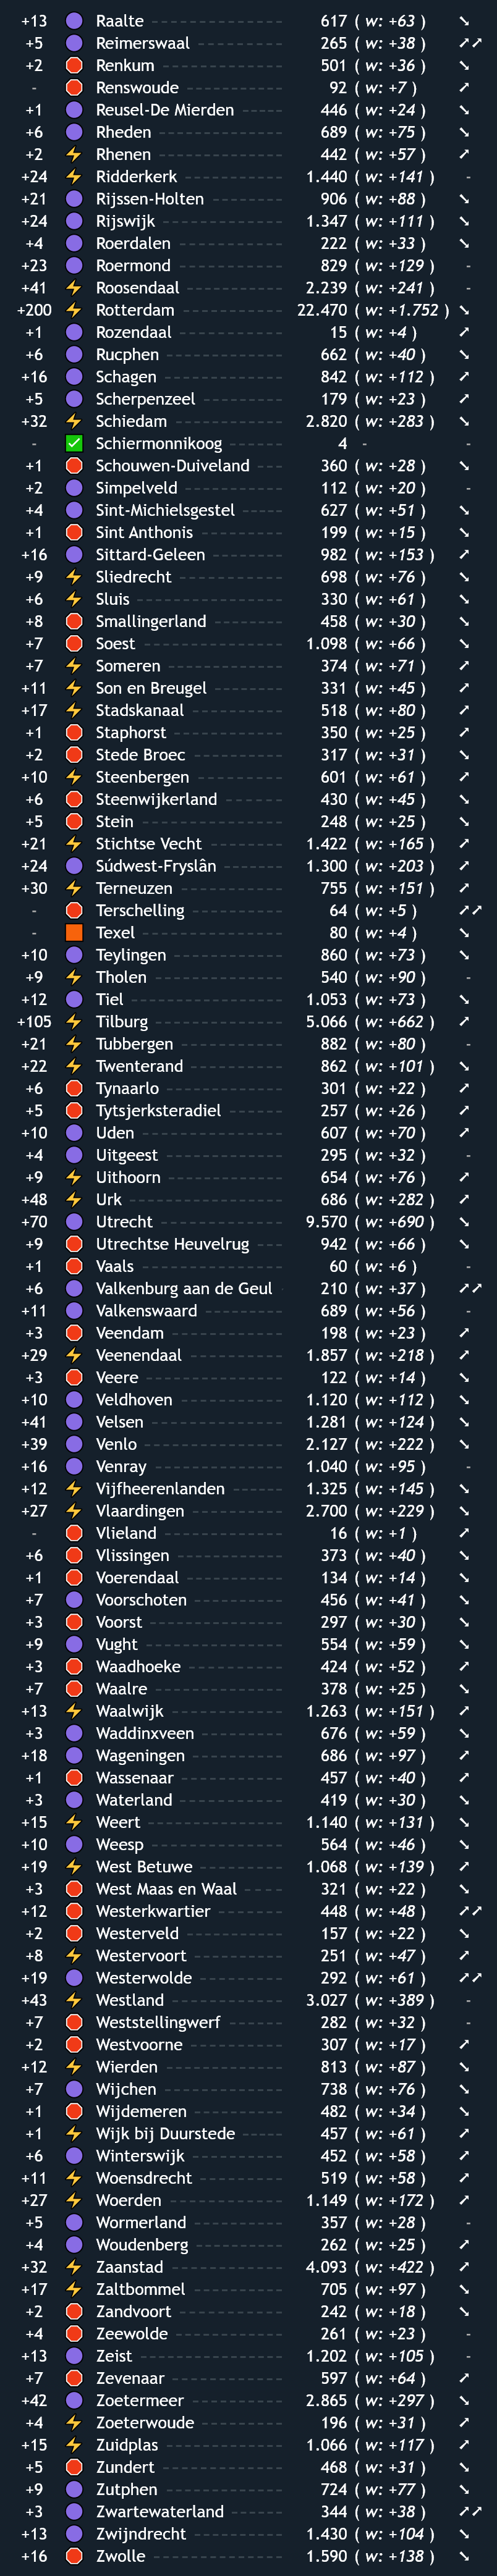 +13 Raalte 617 ( w: +63 )
+5 Reimerswaal 265 ( w: +38 )
+2 Renkum 501 ( w: +36 )
- Renswoude 92 ( w: +7 )
+1 Reusel-De Mierden 446 ( w: +24 )
+6 Rheden 689 ( w: +75 )
+2 Rhenen 442 ( w: +57 )
+24 Ridderkerk 1.440 ( w: +141 ) -
+21 Rijssen-Holten 906 ( w: +88 )
+24 Rijswijk 1.347 ( w: +111 )
+4 Roerdalen 222 ( w: +33 )
+23 Roermond 829 ( w: +129 ) -
+41 Roosendaal 2.239 ( w: +241 ) -
+200 Rotterdam 22.470 ( w: +1.752 )
+1 Rozendaal 15 ( w: +4 )
+6 Rucphen 662 ( w: +40 )
+16 Schagen 842 ( w: +112 )
+5 Scherpenzeel 179 ( w: +23 )
+32 Schiedam 2.820 ( w: +283 )
- Schiermonnikoog 4 - -
+1 Schouwen-Duiveland 360 ( w: +28 )
+2 Simpelveld 112 ( w: +20 ) -
+4 Sint-Michielsgestel 627 ( w: +51 )
+1 Sint Anthonis 199 ( w: +15 )
+16 Sittard-Geleen 982 ( w: +153 )
+9 Sliedrecht 698 ( w: +76 )
+6 Sluis 330 ( w: +61 )
+8 Smallingerland 458 ( w: +30 )
+7 Soest 1.098 ( w: +66 )
+7 Someren 374 ( w: +71 )
+11 Son en Breugel 331 ( w: +45 )
+17 Stadskanaal 518 ( w: +80 )
+1 Staphorst 350 ( w: +25 )
+2 Stede Broec 317 ( w: +31 )
+10 Steenbergen 601 ( w: +61 )
+6 Steenwijkerland 430 ( w: +45 )
+5 Stein 248 ( w: +25 )
+21 Stichtse Vecht 1.422 ( w: +165 )
+24 Súdwest-Fryslân 1.300 ( w: +203 )
+30 Terneuzen 755 ( w: +151 )
- Terschelling 64 ( w: +5 )
- Texel 80 ( w: +4 )
+10 Teylingen 860 ( w: +73 )
+9 Tholen 540 ( w: +90 ) -
+12 Tiel 1.053 ( w: +73 )
+105 Tilburg 5.066 ( w: +662 )
+21 Tubbergen 882 ( w: +80 ) -
+22 Twenterand 862 ( w: +101 )
+6 Tynaarlo 301 ( w: +22 )
+5 Tytsjerksteradiel 257 ( w: +26 )
+10 Uden 607 ( w: +70 )
+4 Uitgeest 295 ( w: +32 ) -
+9 Uithoorn 654 ( w: +76 )
+48 Urk 686 ( w: +282 )
+70 Utrecht 9.570 ( w: +690 )
+9 Utrechtse Heuvelrug 942 ( w: +66 )
+1 Vaals 60 ( w: +6 ) -
+6 Valkenburg aan de Geul 210 ( w: +37 )
+11 Valkenswaard 689 ( w: +56 ) -
+3 Veendam 198 ( w: +23 )
+29 Veenendaal 1.857 ( w: +218 )
+3 Veere 122 ( w: +14 )
+10 Veldhoven 1.120 ( w: +112 )
+41 Velsen 1.281 ( w: +124 )
+39 Venlo 2.127 ( w: +222 )
+16 Venray 1.040 ( w: +95 ) -
+12 Vijfheerenlanden 1.325 ( w: +145 )
+27 Vlaardingen 2.700 ( w: +229 )
- Vlieland 16 ( w: +1 )
+6 Vlissingen 373 ( w: +40 )
+1 Voerendaal 134 ( w: +14 )
+7 Voorschoten 456 ( w: +41 )
+3 Voorst 297 ( w: +30 )
+9 Vught 554 ( w: +59 )
+3 Waadhoeke 424 ( w: +52 )
+7 Waalre 378 ( w: +25 )
+13 Waalwijk 1.263 ( w: +151 )
+3 Waddinxveen 676 ( w: +59 )
+18 Wageningen 686 ( w: +97 )
+1 Wassenaar 457 ( w: +40 )
+3 Waterland 419 ( w: +30 )
+15 Weert 1.140 ( w: +131 )
+10 Weesp 564 ( w: +46 )
+19 West Betuwe 1.068 ( w: +139 )
+3 West Maas en Waal 321 ( w: +22 )
+12 Westerkwartier 448 ( w: +48 )
+2 Westerveld 157 ( w: +22 )
+8 Westervoort 251 ( w: +47 )
+19 Westerwolde 292 ( w: +61 )
+43 Westland 3.027 ( w: +389 ) -
+7 Weststellingwerf 282 ( w: +32 ) -
+2 Westvoorne 307 ( w: +17 )
+12 Wierden 813 ( w: +87 )
+7 Wijchen 738 ( w: +76 )
+1 Wijdemeren 482 ( w: +34 )
+1 Wijk bij Duurstede 457 ( w: +61 )
+6 Winterswijk 452 ( w: +58 )
+11 Woensdrecht 519 ( w: +58 )
+27 Woerden 1.149 ( w: +172 )
+5 Wormerland 357 ( w: +28 ) -
+4 Woudenberg 262 ( w: +25 )
+32 Zaanstad 4.093 ( w: +422 )
+17 Zaltbommel 705 ( w: +97 )
+2 Zandvoort 242 ( w: +18 )
+4 Zeewolde 261 ( w: +23 ) -
+13 Zeist 1.202 ( w: +105 ) -
+7 Zevenaar 597 ( w: +64 )
+42 Zoetermeer 2.865 ( w: +297 )
+4 Zoeterwoude 196 ( w: +31 )
+15 Zuidplas 1.066 ( w: +117 )
+5 Zundert 468 ( w: +31 )
+9 Zutphen 724 ( w: +77 )
+3 Zwartewaterland 344 ( w: +38 )
+13 Zwijndrecht 1.430 ( w: +104 )
+16 Zwolle 1.590 ( w: +138 )